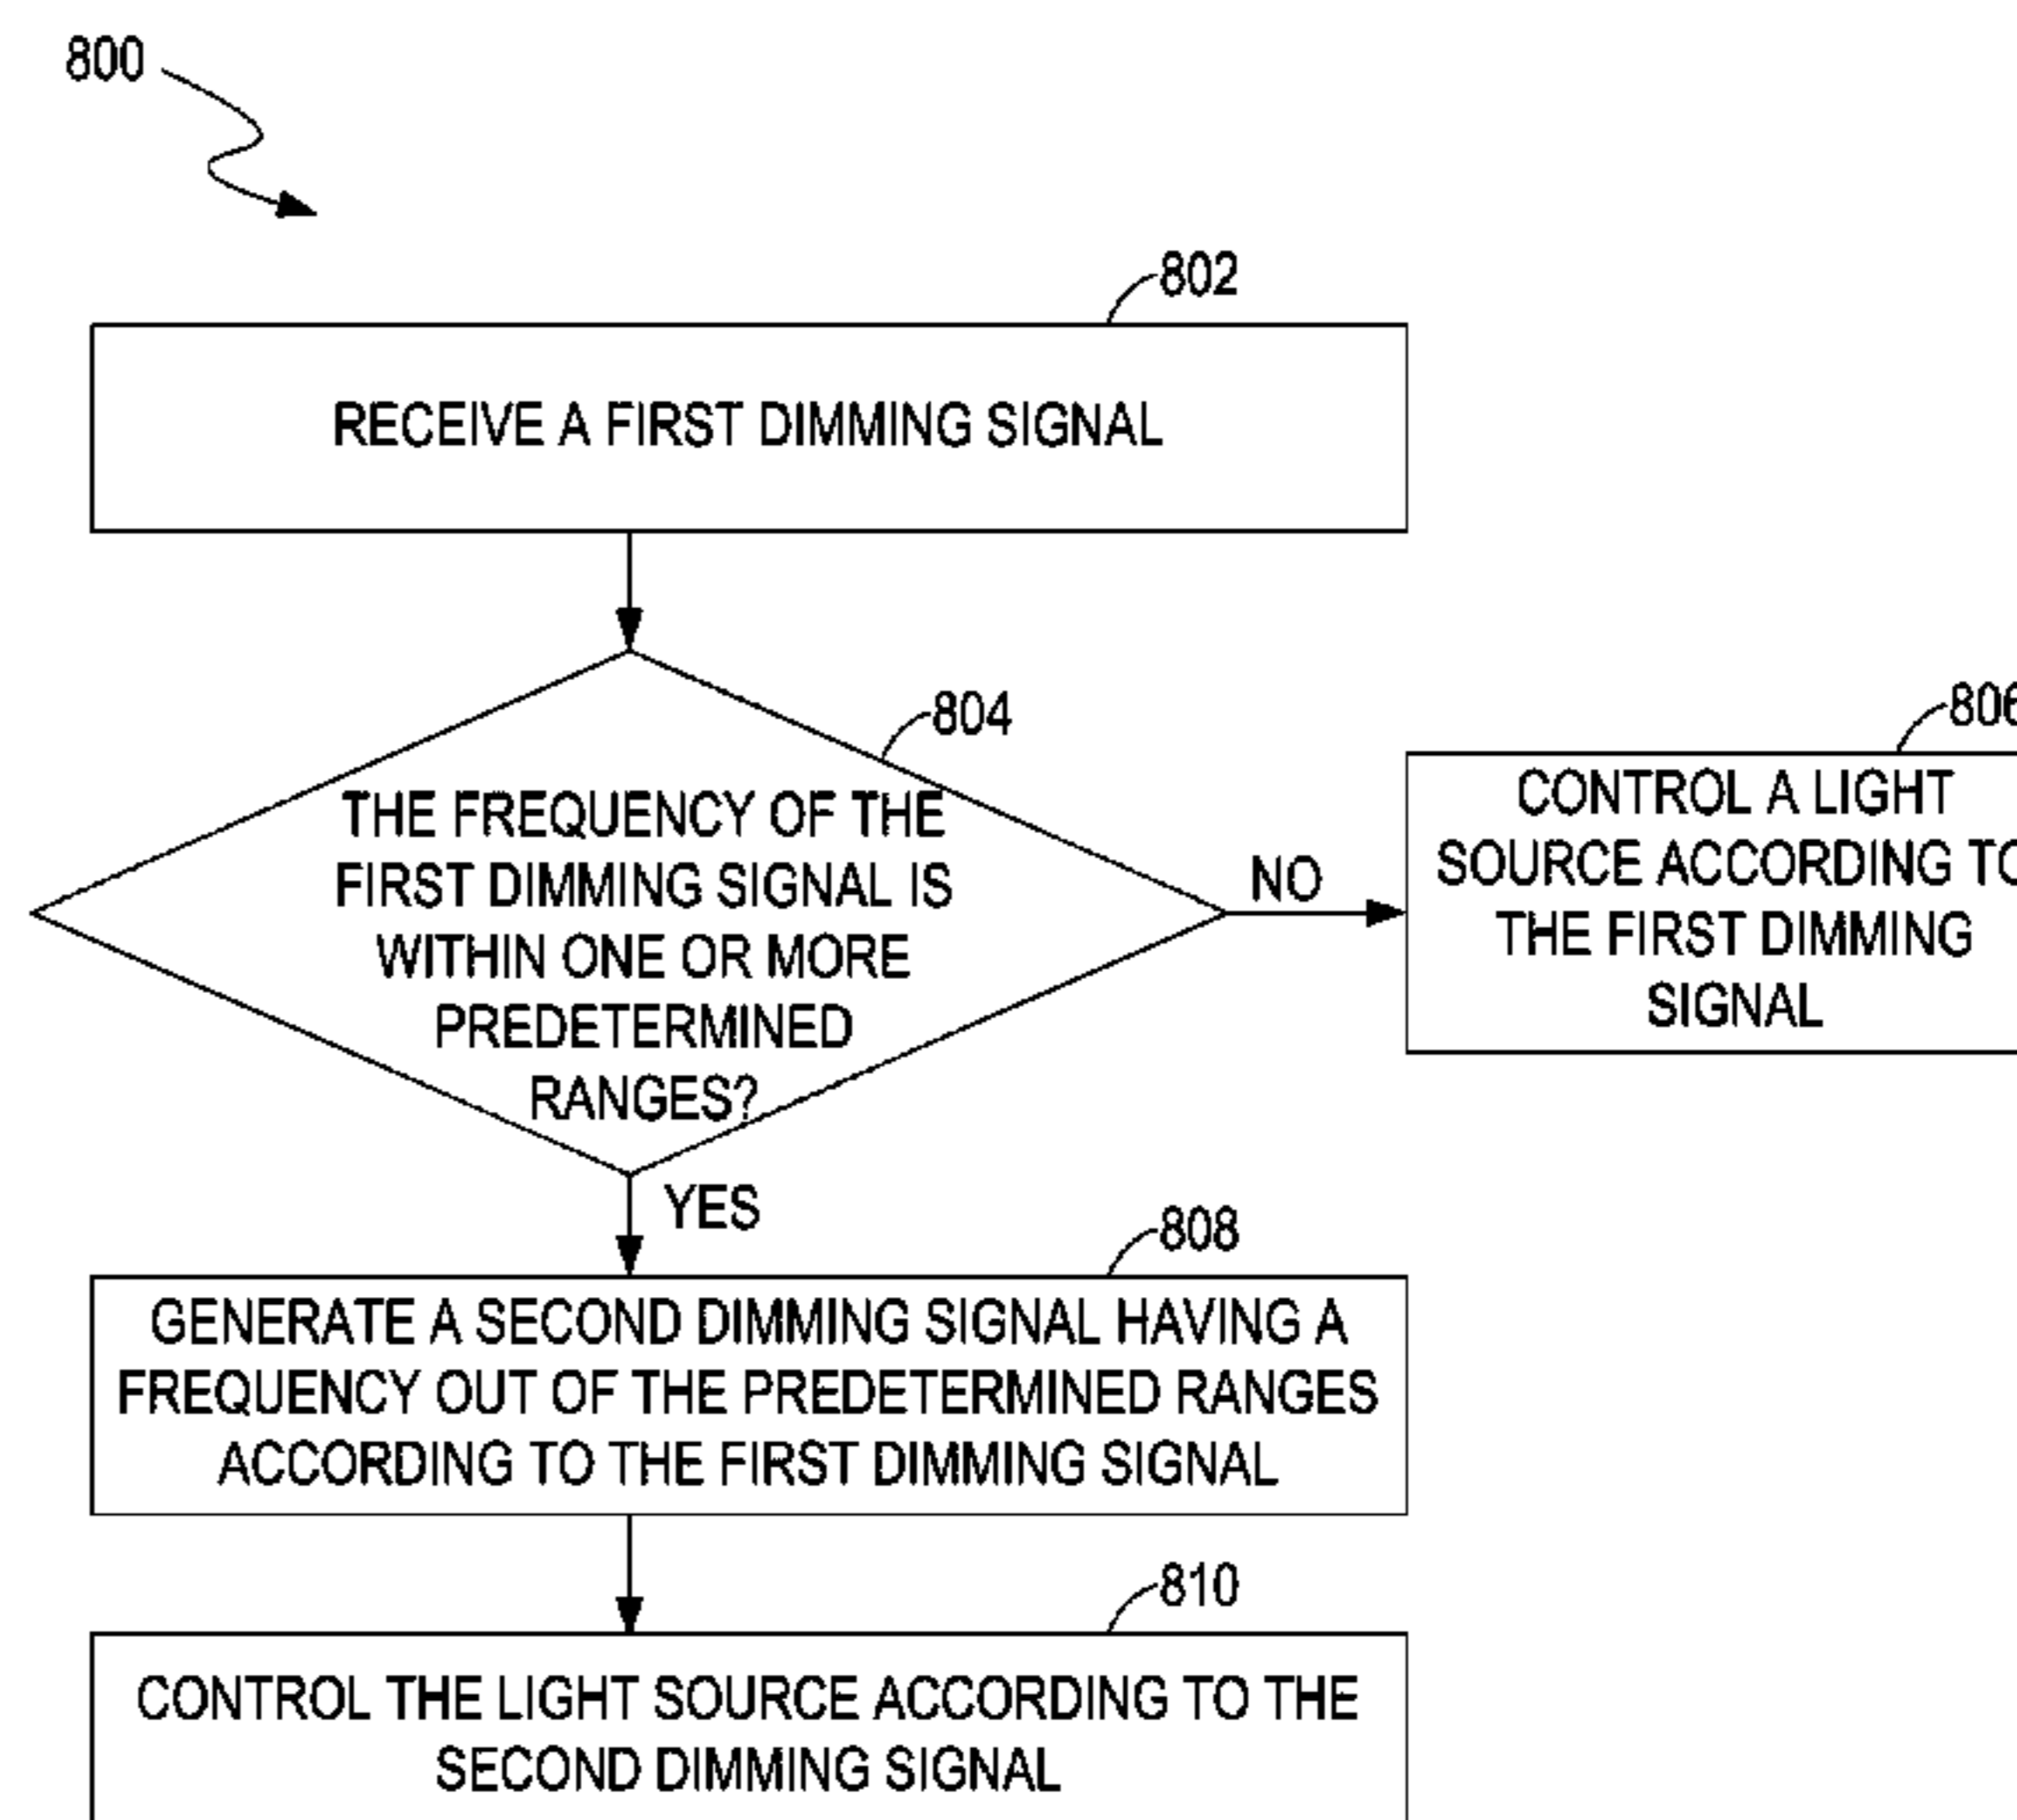 800
802
RECEIVE A FIRST DIMMING SIGNAL
804
THE FREQUENCY OF THE
FIRST DIMMING SIGNAL IS
WITHIN ONE OR MORE
PREDETERMINED
RANGES?
NO
806
CONTROL A LIGHT
SOURCE ACCORDING TO
THE FIRST DIMMING
SIGNAL
YES
808
GENERATE A SECOND DIMMING SIGNAL HAVING A
FREQUENCY OUT OF THE PREDETERMINED RANGES
ACCORDING TO THE FIRST DIMMING SIGNAL
810
CONTROL THE LIGHT SOURCE ACCORDING TO THE
SECOND DIMMING SIGNAL